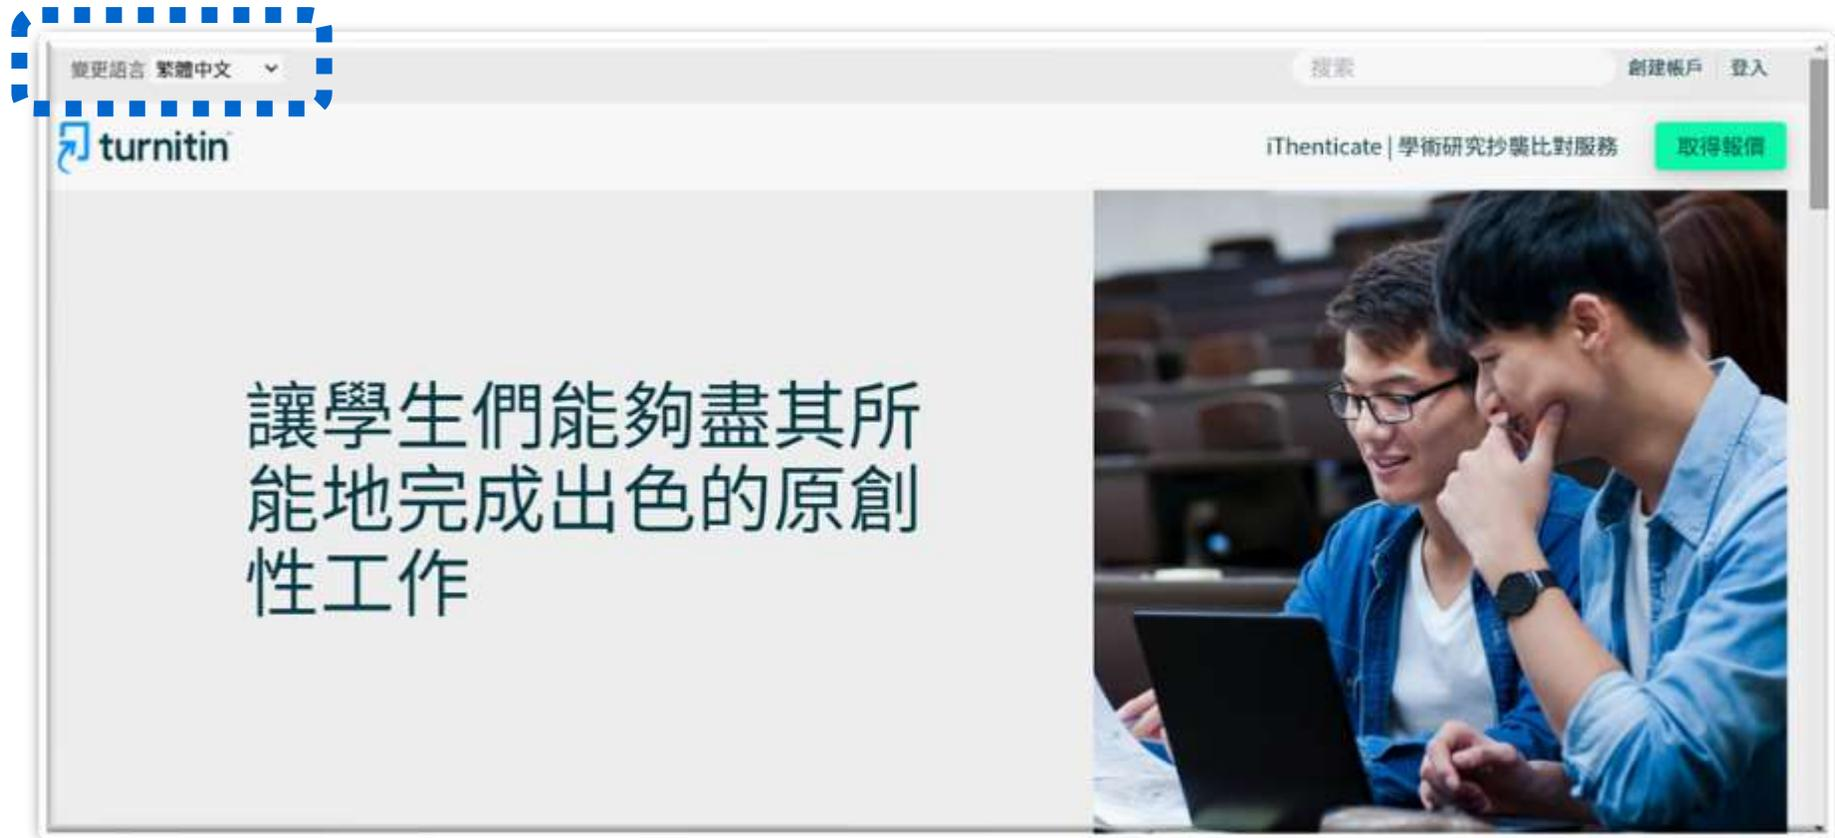 變更語言 繁體中文
搜索
創建帳戶 登入
turnitin
iThenticate | 學術研究抄襲比對服務
取得報價
讓學生們能夠盡其所
能地完成出色的原創
性工作